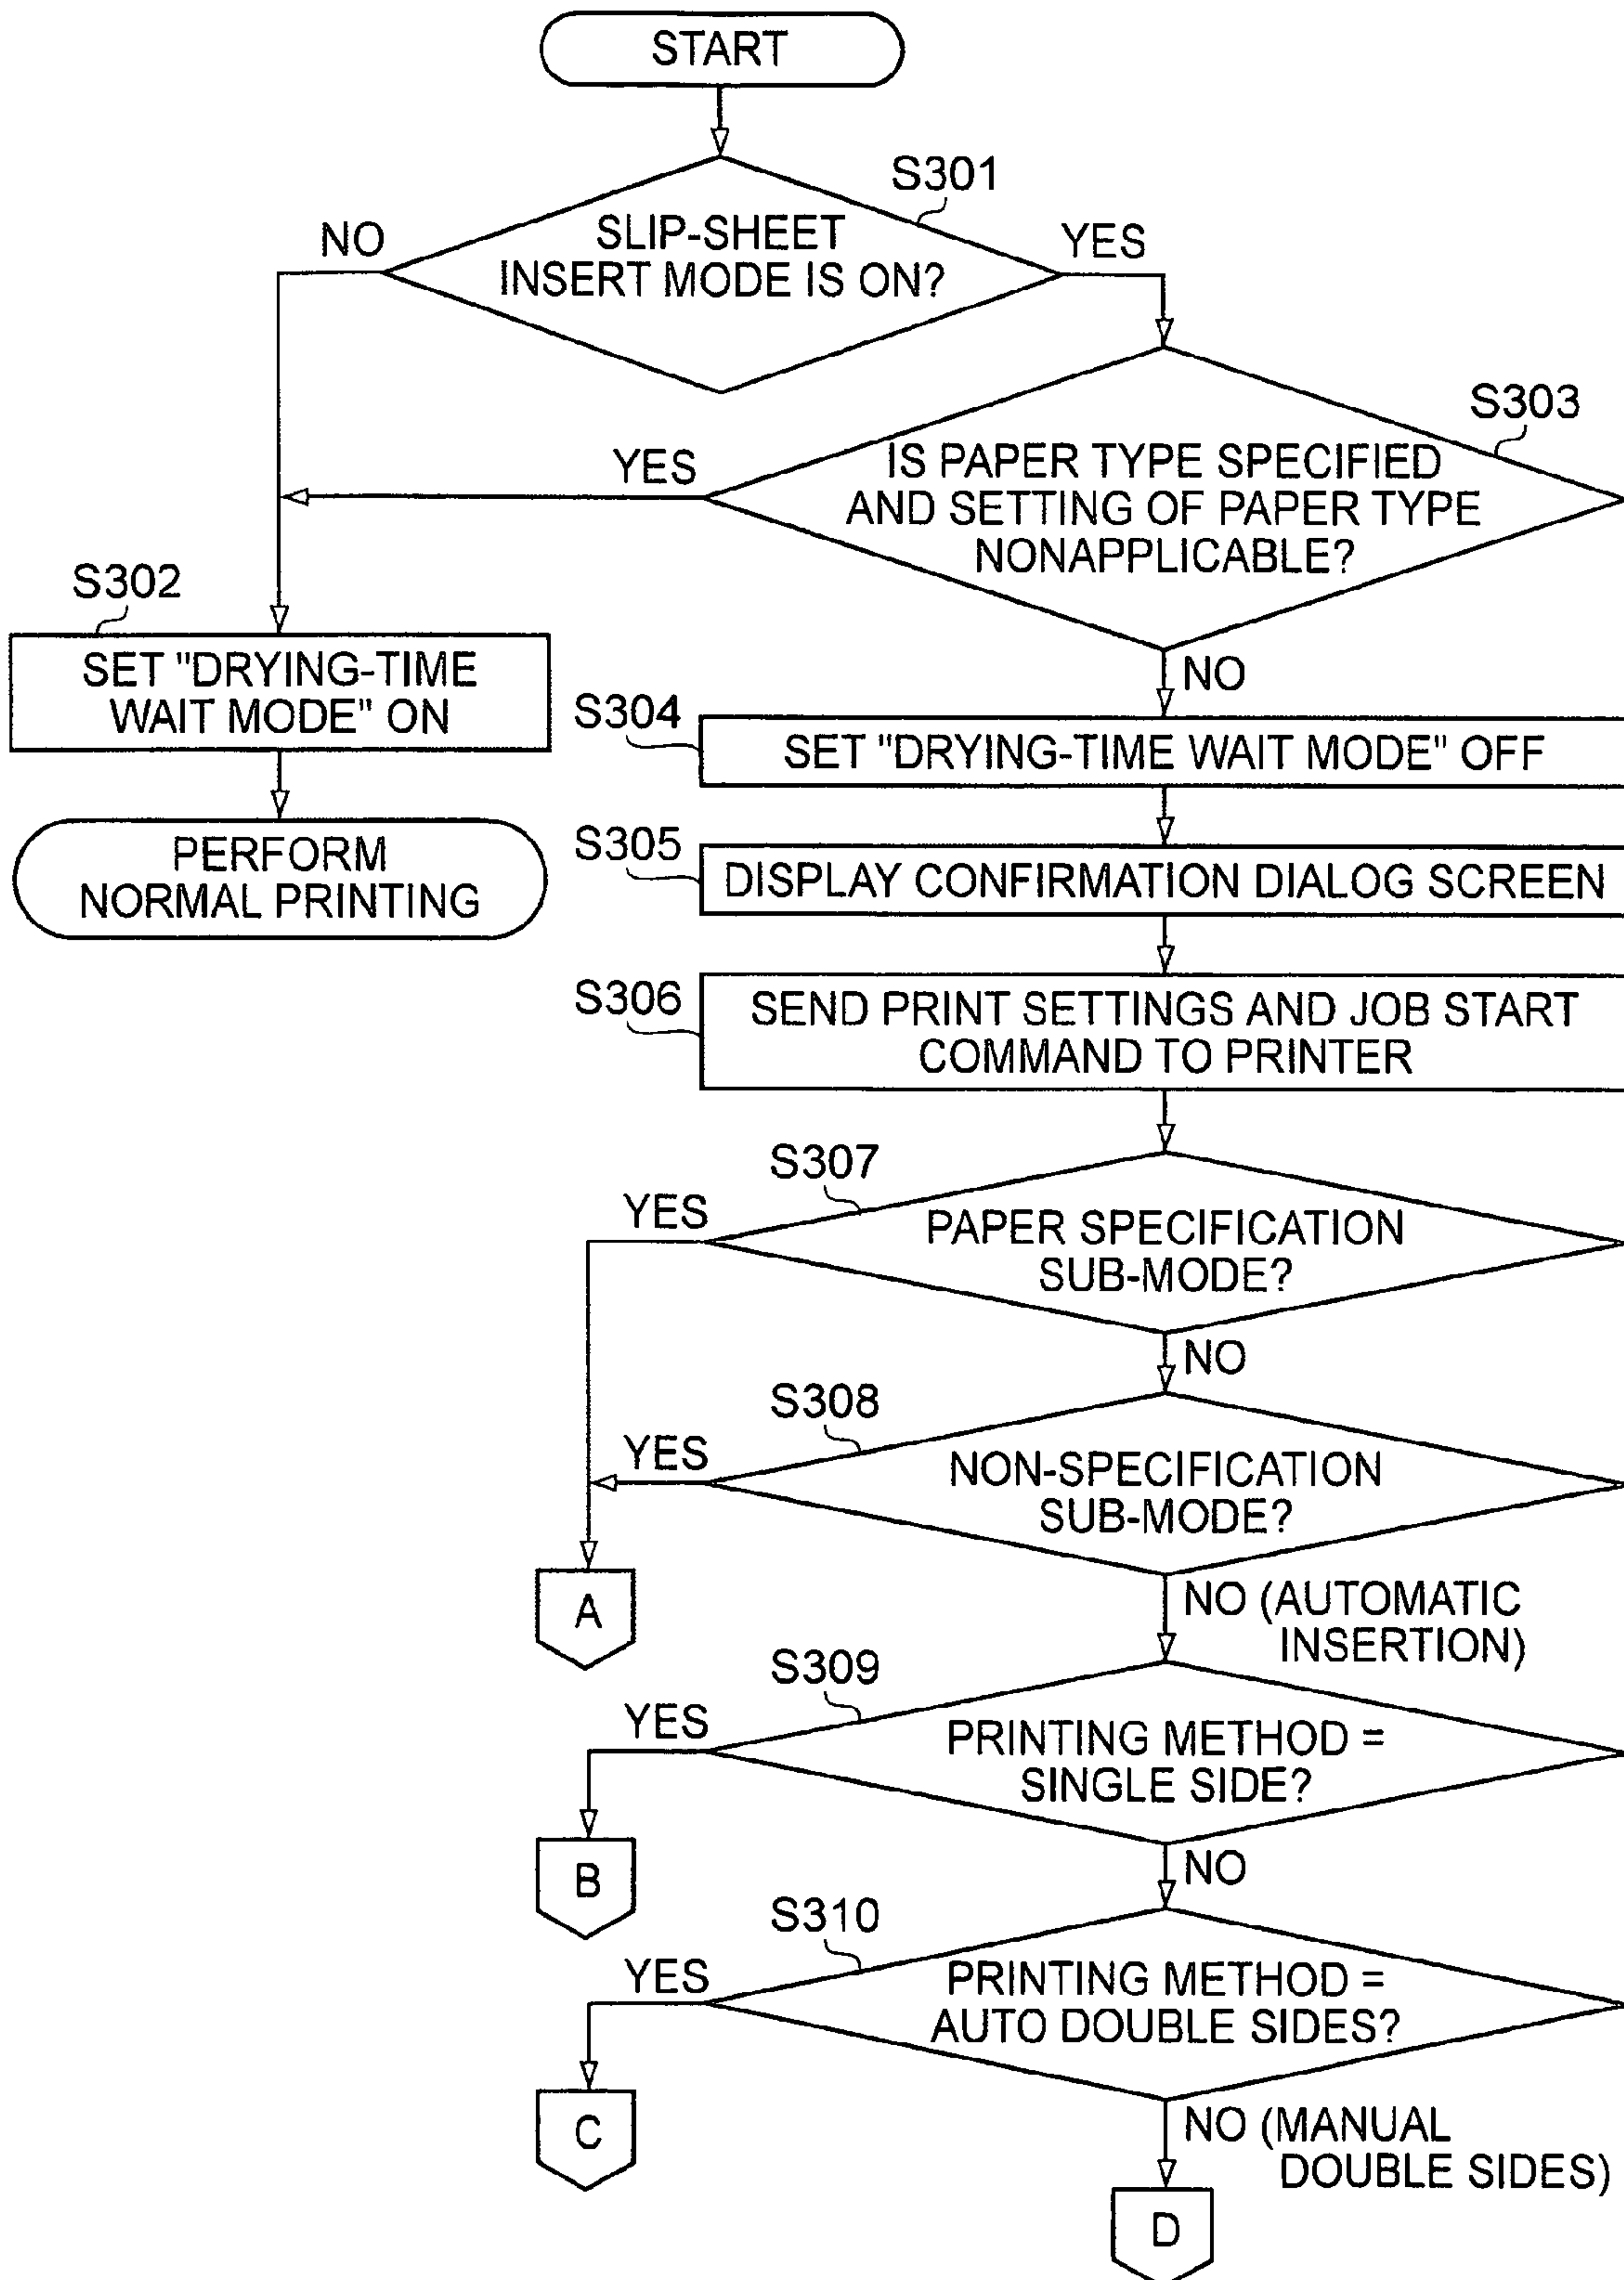 START
S301
NO
SLIP-SHEET
INSERT MODE IS ON?
YES
S303
YES
IS PAPER TYPE SPECIFIED
AND SETTING OF PAPER TYPE
NONAPPLICABLE?
S302
SET "DRYING-TIME
WAIT MODE" ON
NO
S304
SET "DRYING-TIME WAIT MODE" OFF
PERFORM
NORMAL PRINTING
S305
DISPLAY CONFIRMATION DIALOG SCREEN
S306
SEND PRINT SETTINGS AND JOB START
COMMAND TO PRINTER
S307
YES
PAPER SPECIFICATION
SUB-MODE?
NO
S308
YES
NON-SPECIFICATION
SUB-MODE?
A
NO (AUTOMATIC
INSERTION)
S309
YES
PRINTING METHOD =
SINGLE SIDE?
B
NO
S310
YES
PRINTING METHOD =
AUTO DOUBLE SIDES?
C
NO (MANUAL
DOUBLE SIDES)
D